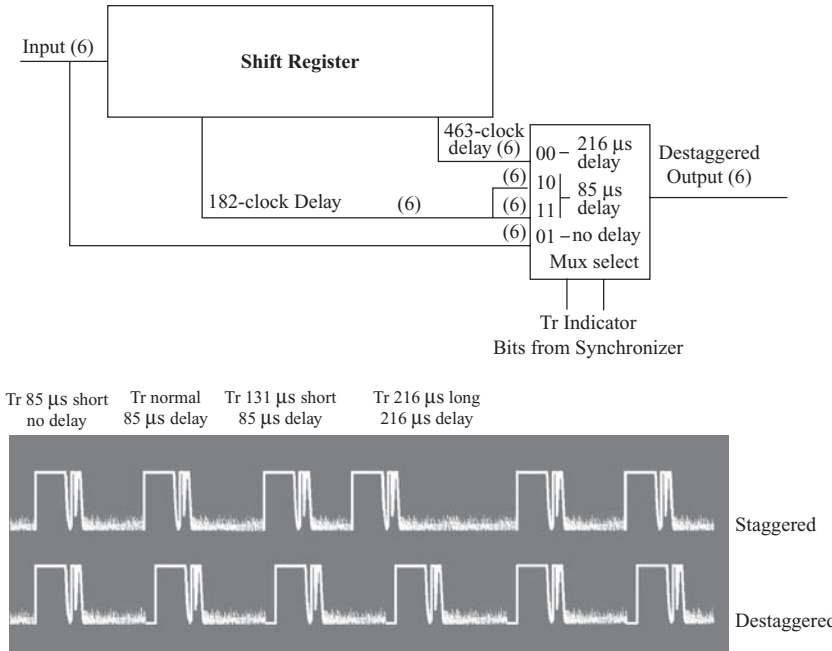 Input (6)
Shift Register
463-clock
delay (6)
00 – 216 μs
delay
Destaggered
Output (6)
(6)
10
85 μs
delay
182-clock Delay
(6)
(6)
11
(6)
01 – no delay
Mux select
Tr Indicator
Bits from Synchronizer
Tr 85 μs short
no delay
Tr normal
85 μs delay
Tr 131 μs short
85 μs delay
Tr 216 μs long
216 μs delay
Staggered
Destaggered